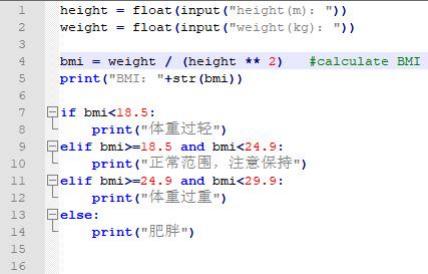 1 height = float(input("height(m): "))
2 weight = float(input("weight(kg): "))
3
4 bmi = weight / (height ** 2)   #calculate BMI
5 print("BMI: "+str(bmi))
6
7 if bmi<18.5:
8     print("体重过轻")
9 elif bmi>=18.5 and bmi<24.9:
10     print("正常范围，注意保持")
11 elif bmi>=24.9 and bmi<29.9:
12     print("体重过重")
13 else:
14     print("肥胖")
15
16